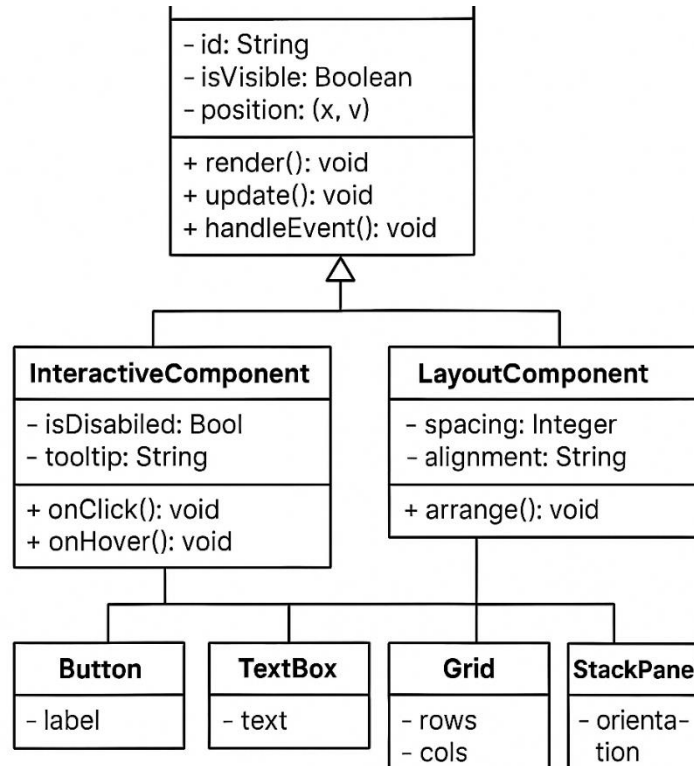 - id: String
- isVisible: Boolean
- position: (x, v)
+ render(): void
+ update(): void
+ handleEvent(): void
InteractiveComponent
- isDisabiled: Bool
- tooltip: String
+ onClick(): void
+ onHover(): void
LayoutComponent
- spacing: Integer
- alignment: String
+ arrange(): void
Button
- label
TextBox
- text
Grid
- rows
- cols
StackPane
- orienta-
tion